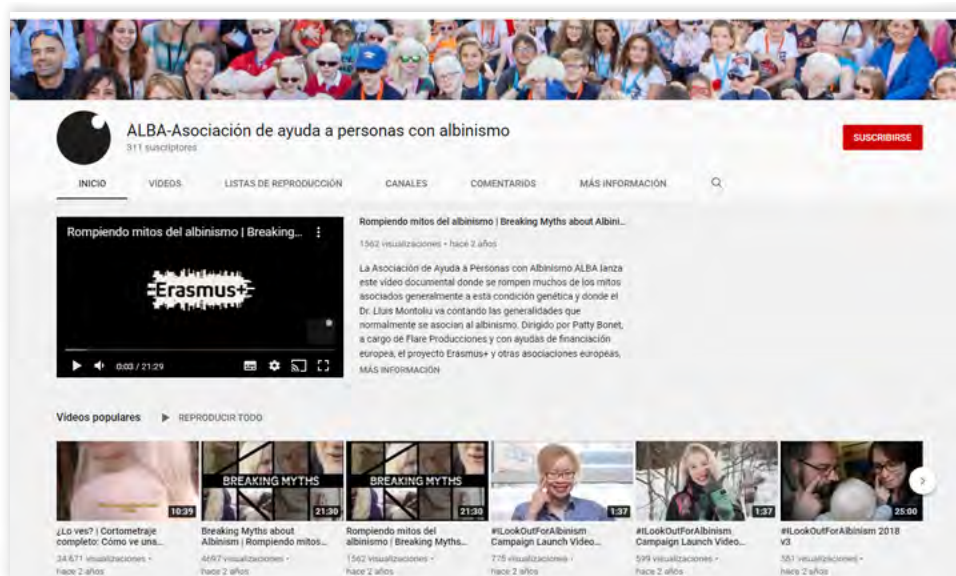 ALBA-Asociación de ayuda a personas con albinismo
311 suscriptores
SUSCRIBIRSE
INICIO VÍDEOS LISTAS DE REPRODUCCIÓN CANALES COMENTARIOS MÁS INFORMACIÓN
Rompiendo mitos del albinismo | Breaking...
Erasmus+
0:03 / 21:29
Rompiendo mitos del albinismo | Breaking Myths about Albini...
1562 visualizaciones • hace 2 años
La Asociación de Ayuda a Personas con Albinismo ALBA lanza
este vídeo documental donde se rompen muchos de los mitos
asociados generalmente a esta condición genética y donde el
Dr. Lluis Montoliu va contando las generalidades que
normalmente se asocian al albinismo. Dirigido por Patty Bonet,
a cargo de Flare Producciones y con ayudas de financiación
europea, el proyecto Erasmus+ y otras asociaciones europeas,
MÁS INFORMACIÓN
Vídeos populares REPRODUCIR TODO
10:39
BREAKING MYTHS 21:30
BREAKING MYTHS 21:30
1:37
1:37
25:00
¿Lo ves? | Cortometraje
completo: Cómo ve una...
34.671 visualizaciones •
hace 2 años
Breaking Myths about
Albinism | Rompiendo mitos...
4697 visualizaciones •
hace 2 años
Rompiendo mitos del
albinismo | Breaking Myths...
1562 visualizaciones •
hace 2 años
#ILookOutForAlbinism
Campaign Launch Video...
775 visualizaciones •
hace 2 años
#ILookOutForAlbinism
Campaign Launch Video...
599 visualizaciones •
hace 2 años
#ILookOutForAlbinism 2018
v3
551 visualizaciones •
hace 2 años